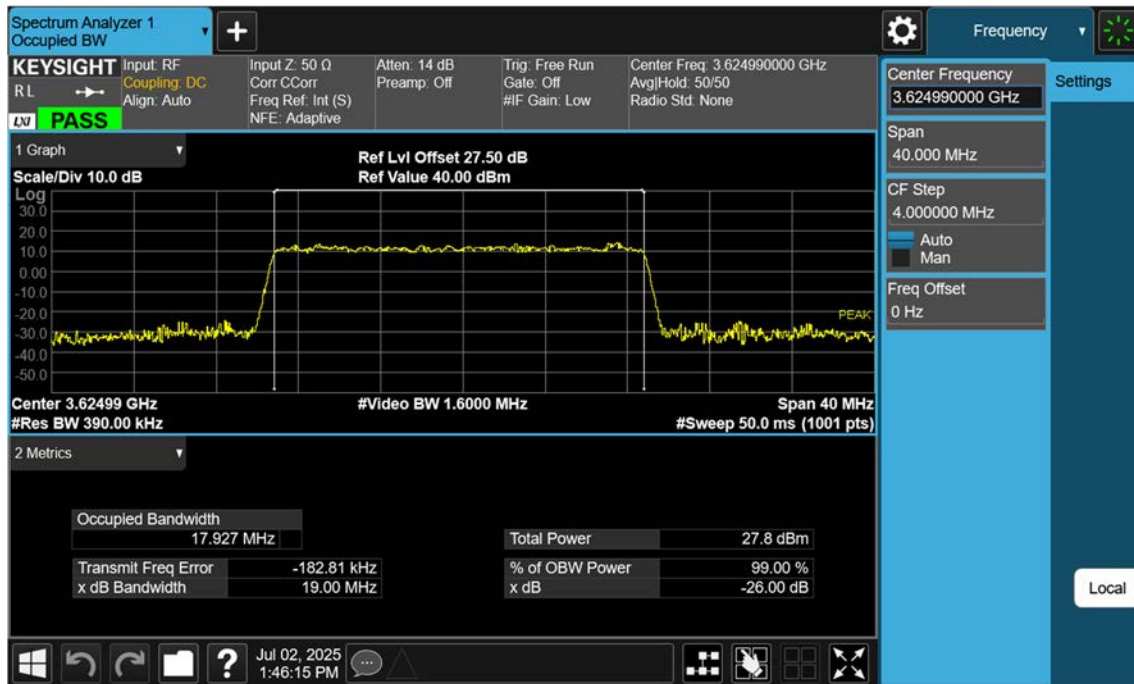 Spectrum Analyzer 1
Occupied BW
Frequency
KEYSIGHT
R L
LXI PASS
Input: RF
Coupling: DC
Align: Auto
Input Z: 50 Ω
Corr CCorr
Freq Ref: Int (S)
NFE: Adaptive
Atten: 14 dB
Preamp: Off
Trig: Free Run
Gate: Off
#IF Gain: Low
Center Freq: 3.624990000 GHz
Avg|Hold: 50/50
Radio Std: None
Center Frequency
3.624990000 GHz
Settings
Span
40.000 MHz
CF Step
4.000000 MHz
Auto
Man
Freq Offset
0 Hz
1 Graph
Scale/Div 10.0 dB
Ref Lvl Offset 27.50 dB
Ref Value 40.00 dBm
Log
30.0
20.0
10.0
0.00
-10.0
-20.0
-30.0
-40.0
-50.0
PEAK
Center 3.62499 GHz
#Video BW 1.6000 MHz
Span 40 MHz
#Res BW 390.00 kHz
#Sweep 50.0 ms (1001 pts)
2 Metrics
Occupied Bandwidth
17.927 MHz
Total Power 27.8 dBm
Transmit Freq Error -182.81 kHz
% of OBW Power 99.00 %
x dB Bandwidth 19.00 MHz
x dB -26.00 dB
Local
?
Jul 02, 2025
1:46:15 PM